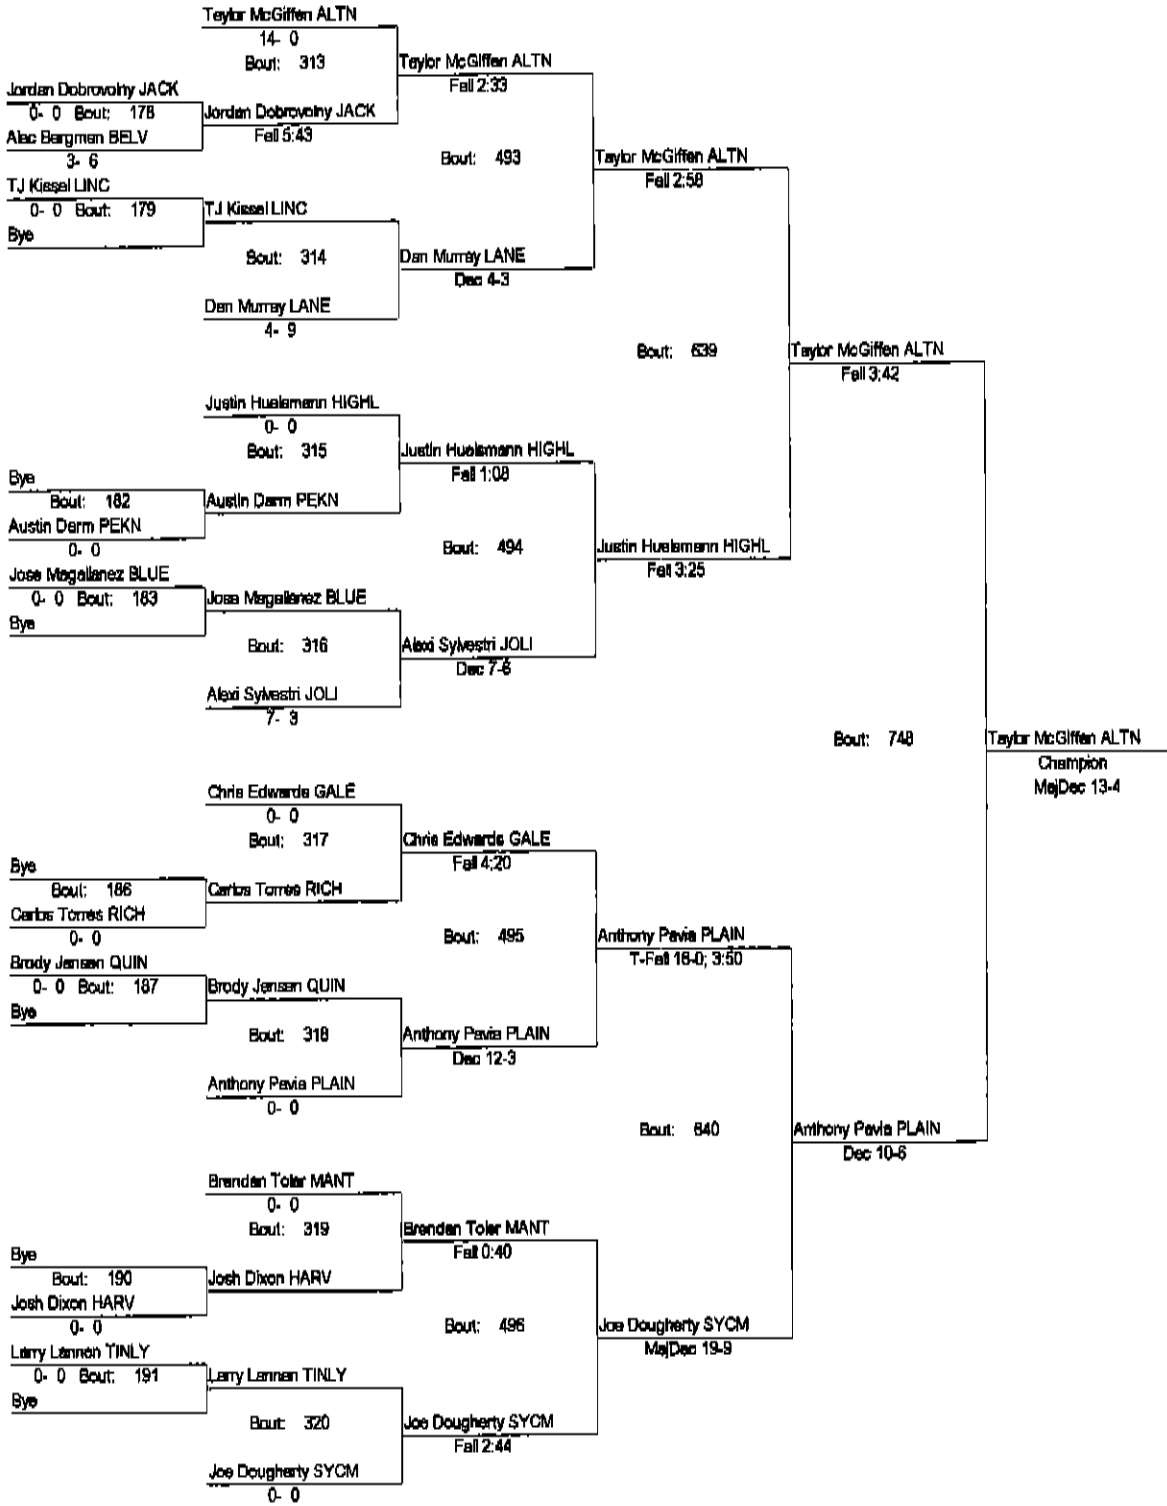 Taylor McGiffen ALTN
14- 0
Bout: 313
Taylor McGiffen ALTN
Fall 2:33
Jordan Dobrovolny JACK
0- 0 Bout: 178
Jordan Dobrovolny JACK
Fall 5:43
Alec Bergman BELV
3- 6
Bout: 493
Taylor McGiffen ALTN
Fall 2:58
TJ Kissel LINC
0- 0 Bout: 179
TJ Kissel LINC
Bye
Bout: 314
Dan Murray LANE
Dec 4-3
Dan Murray LANE
4- 9
Bout: 639
Taylor McGiffen ALTN
Fall 3:42
Justin Huelsmann HIGHL
0- 0
Bout: 315
Justin Huelsmann HIGHL
Fall 1:08
Bye
Bout: 182
Austin Darm PEKN
Austin Darm PEKN
0- 0
Bout: 494
Justin Huelsmann HIGHL
Fall 3:25
Jose Magallanez BLUE
0- 0 Bout: 183
Jose Magallanez BLUE
Bye
Bout: 316
Alexi Sylvestri JOLI
Dec 7-6
Alexi Sylvestri JOLI
7- 3
Bout: 748
Taylor McGiffen ALTN
Champion
MajDec 13-4
Chris Edwards GALE
0- 0
Bout: 317
Chris Edwards GALE
Fall 4:20
Bye
Bout: 186
Carlos Torres RICH
Carlos Torres RICH
0- 0
Bout: 495
Anthony Pavia PLAIN
T-Fall 18-0; 3:50
Brody Jensen QUIN
0- 0 Bout: 187
Brody Jensen QUIN
Bye
Bout: 318
Anthony Pavia PLAIN
Dec 12-3
Anthony Pavia PLAIN
0- 0
Bout: 640
Anthony Pavia PLAIN
Dec 10-6
Brendan Toler MANT
0- 0
Bout: 319
Brendan Toler MANT
Fall 0:40
Bye
Bout: 190
Josh Dixon HARV
Josh Dixon HARV
0- 0
Bout: 496
Joe Dougherty SYCM
MajDec 19-9
Larry Lannen TINLY
0- 0 Bout: 191
Larry Lannen TINLY
Bye
Bout: 320
Joe Dougherty SYCM
Fall 2:44
Joe Dougherty SYCM
0- 0